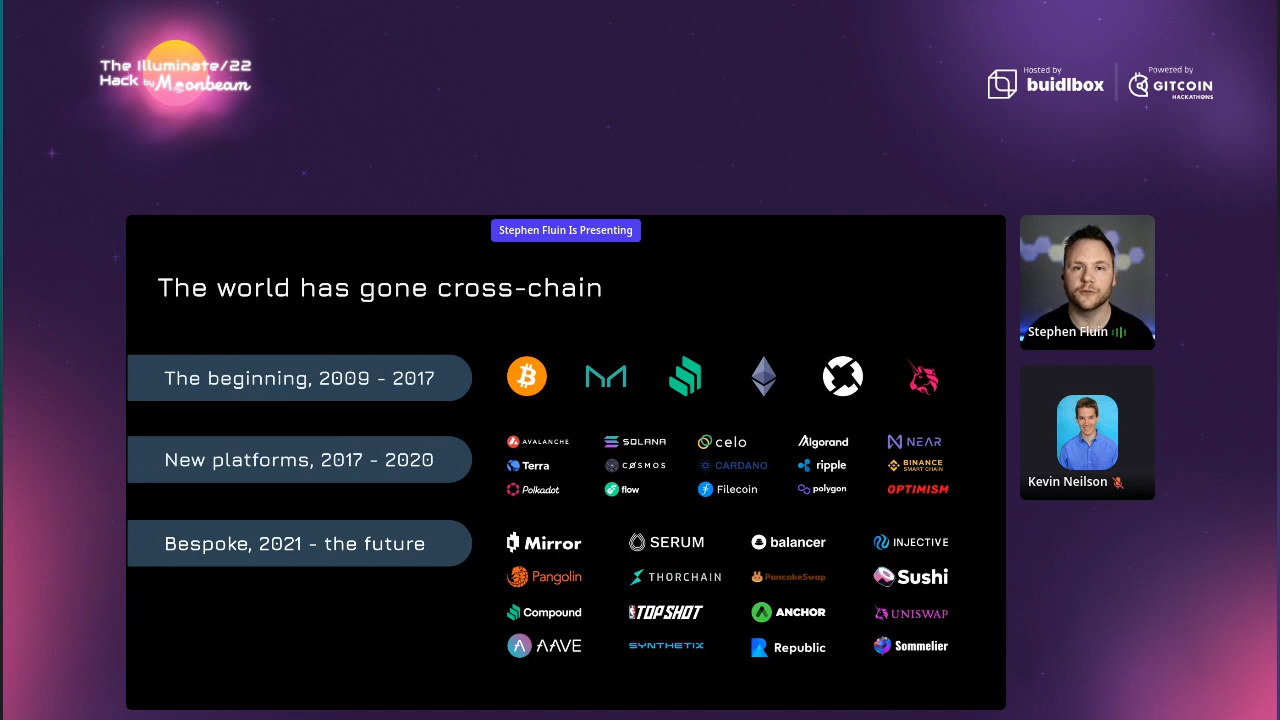 The Illuminate/22
Hack by Moonbeam
Hosted by
buidlbox
Powered by
GITCOIN
HACKATHONS
Stephen Fluin Is Presenting
The world has gone cross-chain
The beginning, 2009 - 2017
New platforms, 2017 - 2020
AVALANCHE SOLANA celo Algorand NEAR
Terra COSMOS CARDANO ripple BINANCE
SMART CHAIN
Polkadot flow Filecoin polygon OPTIMISM
Bespoke, 2021 - the future
Mirror SERUM balancer INJECTIVE
Pangolin THORCHAIN PancakeSwap Sushi
Compound NBA TOP SHOT ANCHOR UNISWAP
AAVE SYNTHETIX Republic Sommelier
Stephen Fluin
Kevin Neilson